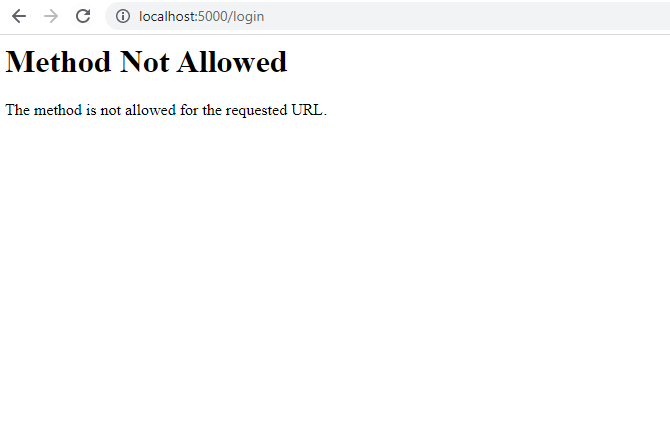 localhost:5000/login
Method Not Allowed
The method is not allowed for the requested URL.